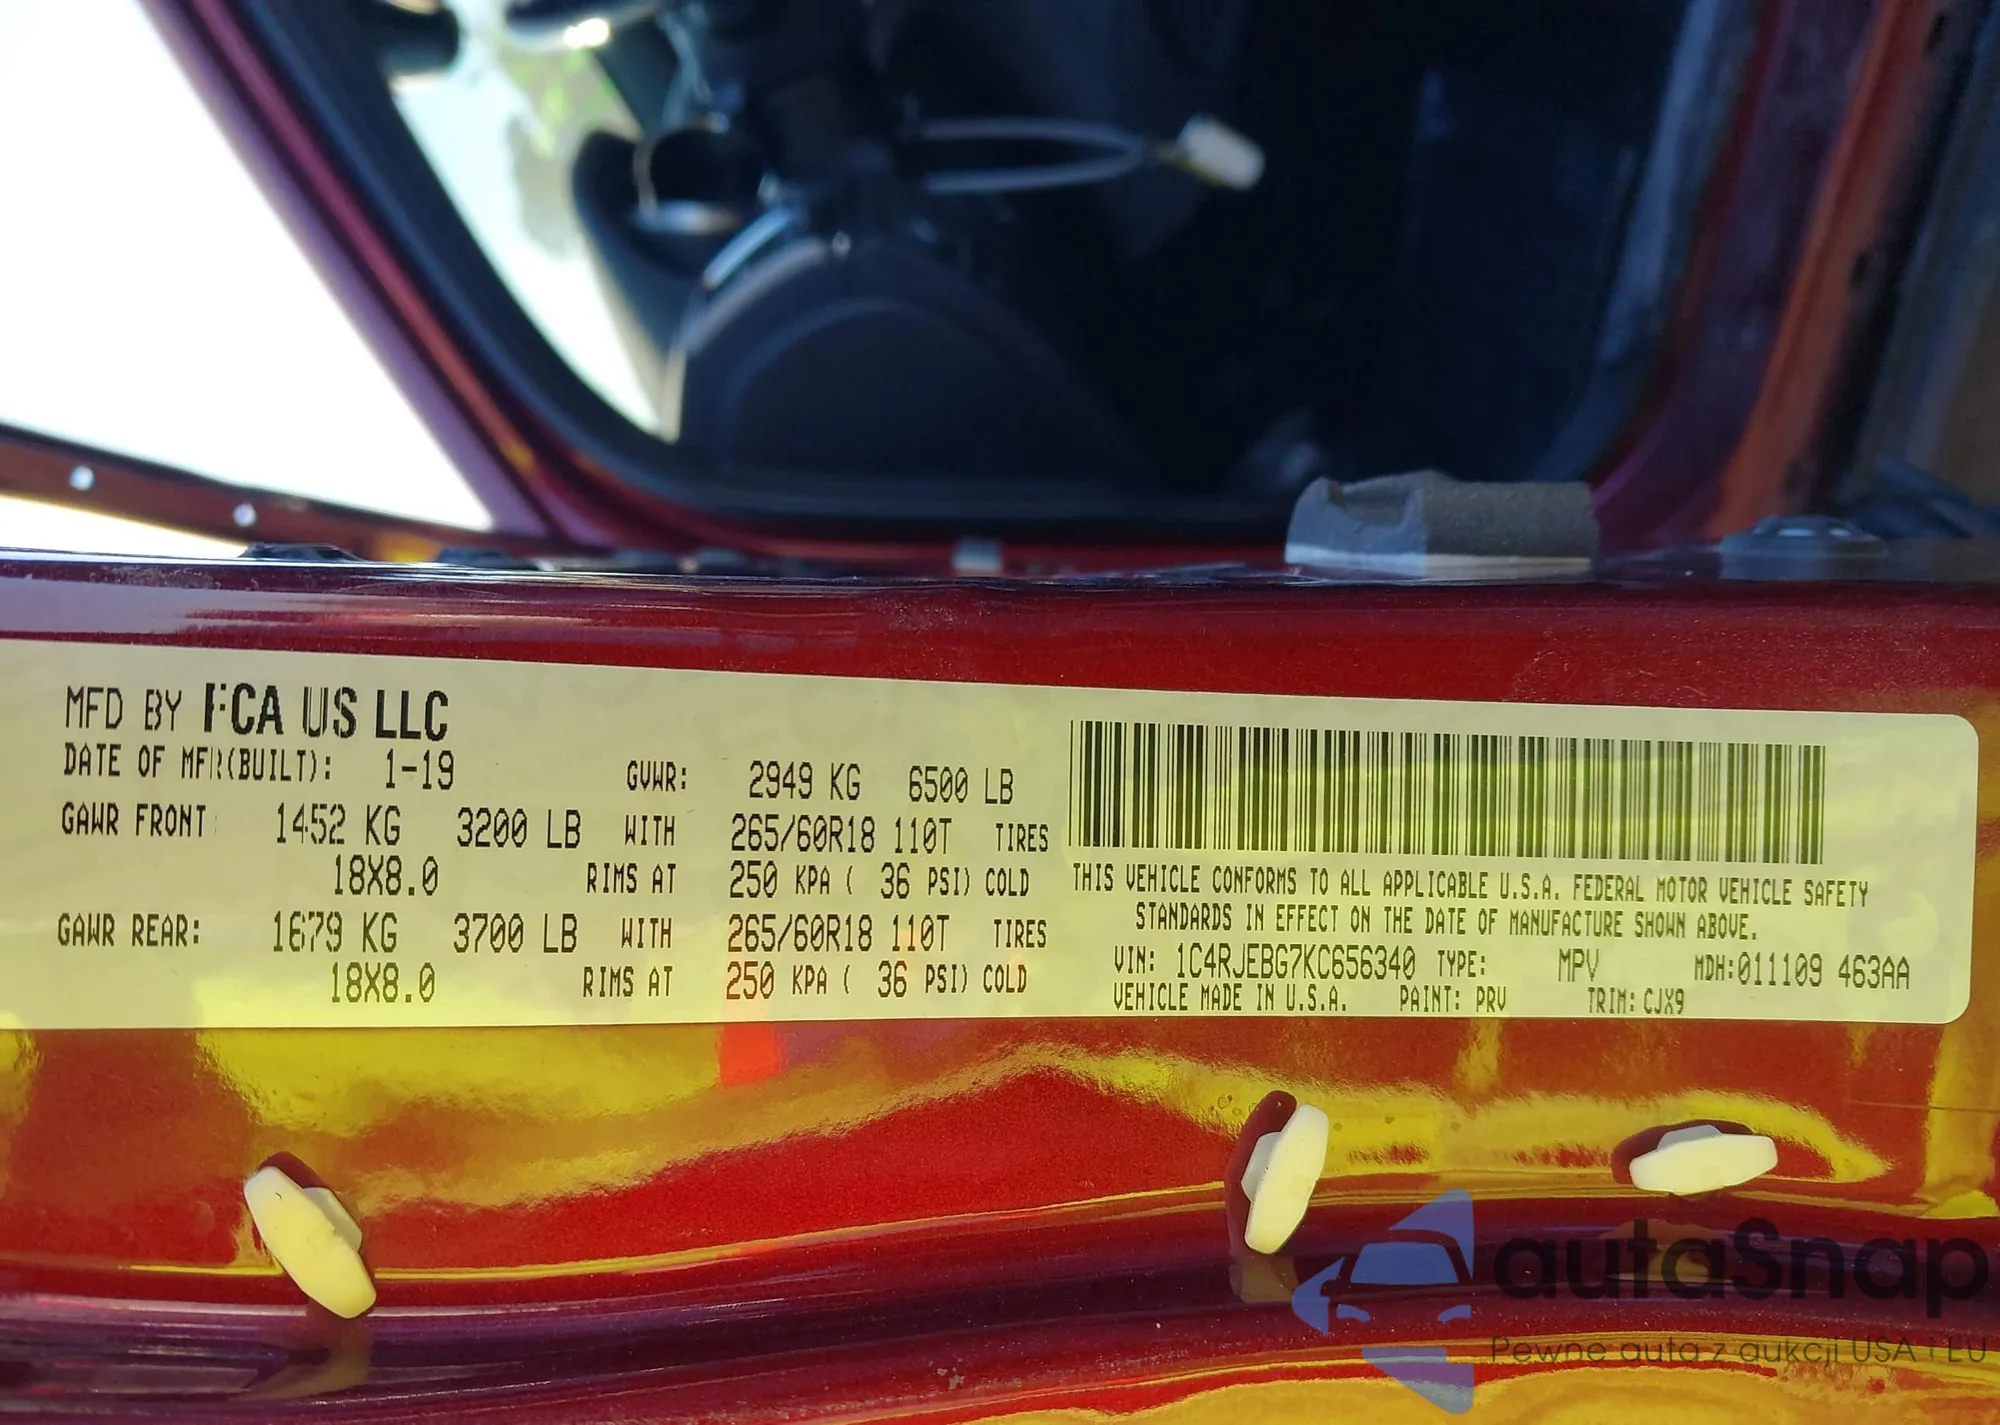 MFD BY FCA US LLC
DATE OF MFR(BUILT): 1-19 GVWR: 2949 KG 6500 LB
GAWR FRONT: 1452 KG 3200 LB WITH 265/60R18 110T TIRES
18X8.0 RIMS AT 250 KPA ( 36 PSI) COLD
GAWR REAR: 1679 KG 3700 LB WITH 265/60R18 110T TIRES
18X8.0 RIMS AT 250 KPA ( 36 PSI) COLD
THIS VEHICLE CONFORMS TO ALL APPLICABLE U.S.A. FEDERAL MOTOR VEHICLE SAFETY
STANDARDS IN EFFECT ON THE DATE OF MANUFACTURE SHOWN ABOVE.
VIN: 1C4RJEBG7KC656340 TYPE: MPV MDH:011109 463AA
VEHICLE MADE IN U.S.A. PAINT: PRV TRIM: CJX9
autaSnap
Pewne auta z aukcji USA i EU